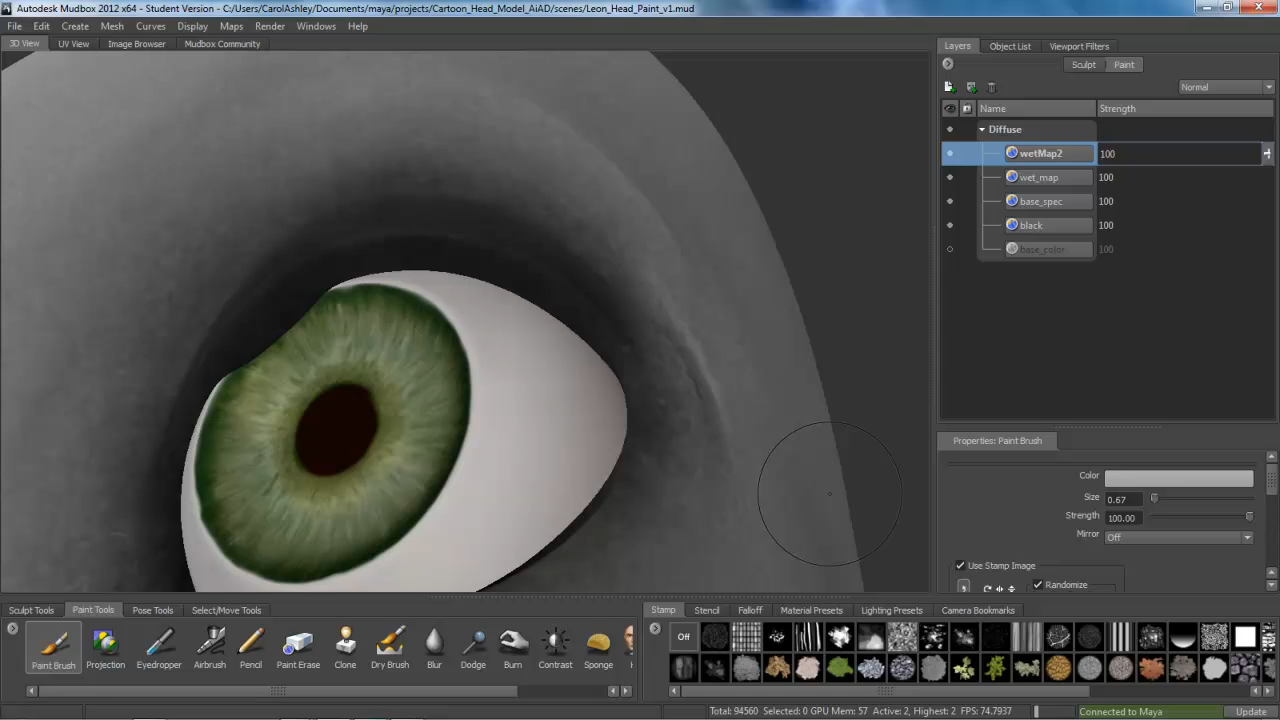 Autodesk Mudbox 2012 x64 - Student Version - C:/Users/CarolAshley/Documents/maya/projects/Cartoon_Head_Model_AiAD/scenes/Leon_Head_Paint_v1.mud
File Edit Create Mesh Curves Display Maps Render Windows Help
3D View UV View Image Browser Mudbox Community
Layers Object List Viewport Filters
Sculpt Paint
Normal
Name Strength
Diffuse
wetMap2 100
wet_map 100
base_spec 100
black 100
base_color 100
Properties: Paint Brush
Color
Size 0.67
Strength 100.00
Mirror Off
Use Stamp Image
Randomize
Sculpt Tools Paint Tools Pose Tools Select/Move Tools
Stamp Stencil Falloff Material Presets Lighting Presets Camera Bookmarks
Off
Paint Brush Projection Eyedropper Airbrush Pencil Paint Erase Clone Dry Brush Blur Dodge Burn Contrast Sponge
Total: 94560 Selected: 0 GPU Mem: 57 Active: 2, Highest: 2 FPS: 74.7937
Connected to Maya Update